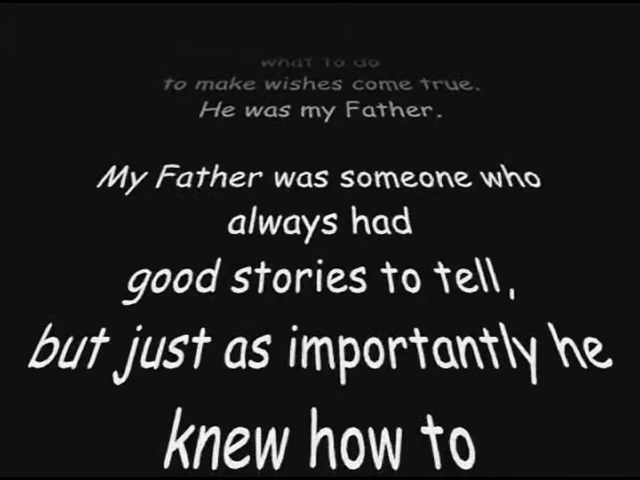 what to do
to make wishes come true.
He was my Father.
My Father was someone who
always had
good stories to tell,
but just as importantly he
knew how to